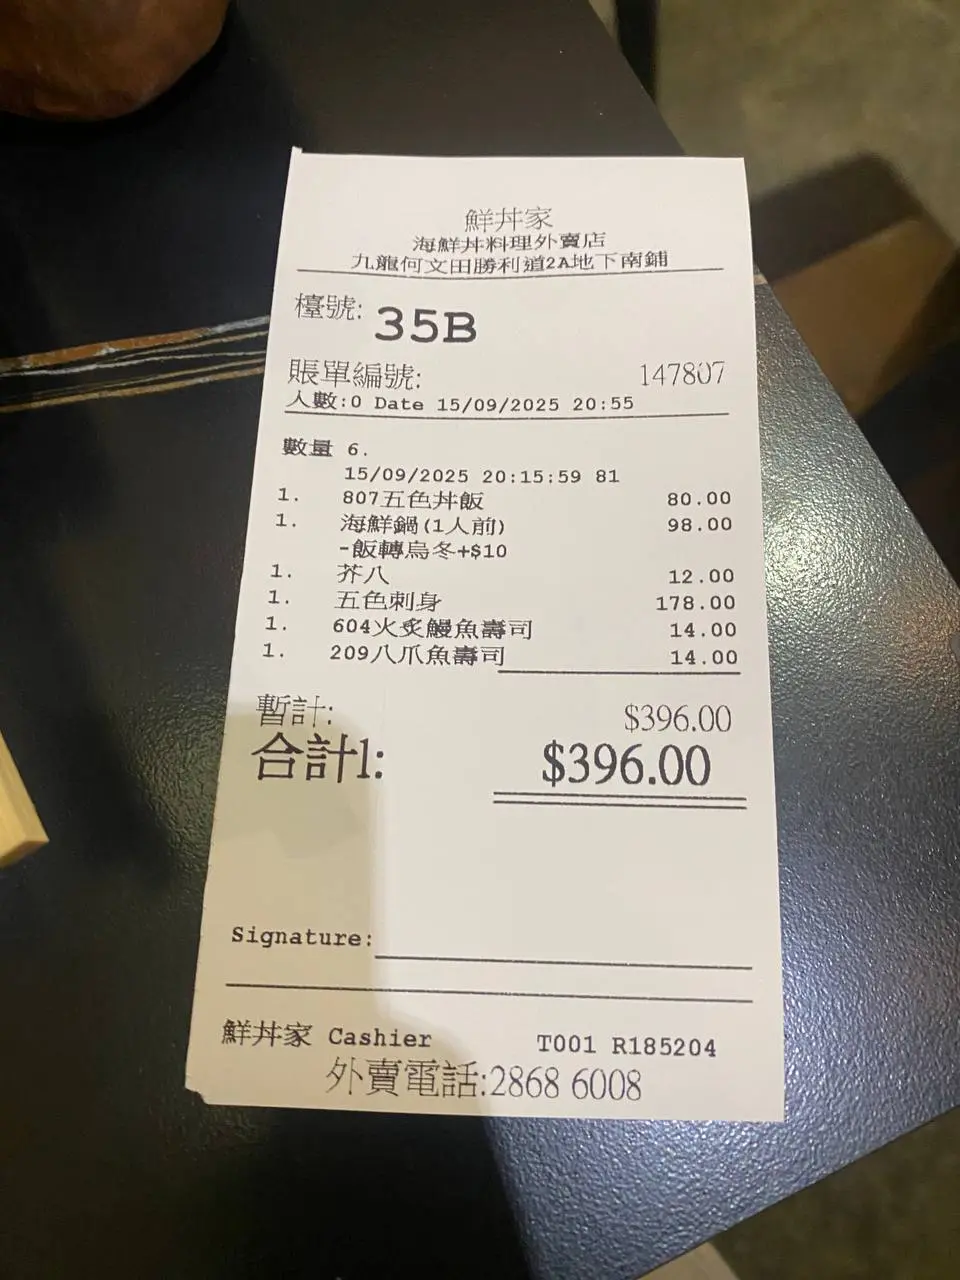 鮮丼家
海鮮丼料理外賣店
九龍何文田勝利道2A地下南鋪
檯號: 35B
賬單編號: 147807
人數:0 Date 15/09/2025 20:55
數量 6.
15/09/2025 20:15:59 81
1. 807五色丼飯 80.00
1. 海鮮鍋(1人前) 98.00
-飯轉烏冬+$10
1. 芥八 12.00
1. 五色刺身 178.00
1. 604火炙鰻魚壽司 14.00
1. 209八爪魚壽司 14.00
暫計: $396.00
合計1: $396.00
Signature:
鮮丼家 Cashier T001 R185204
外賣電話:2868 6008